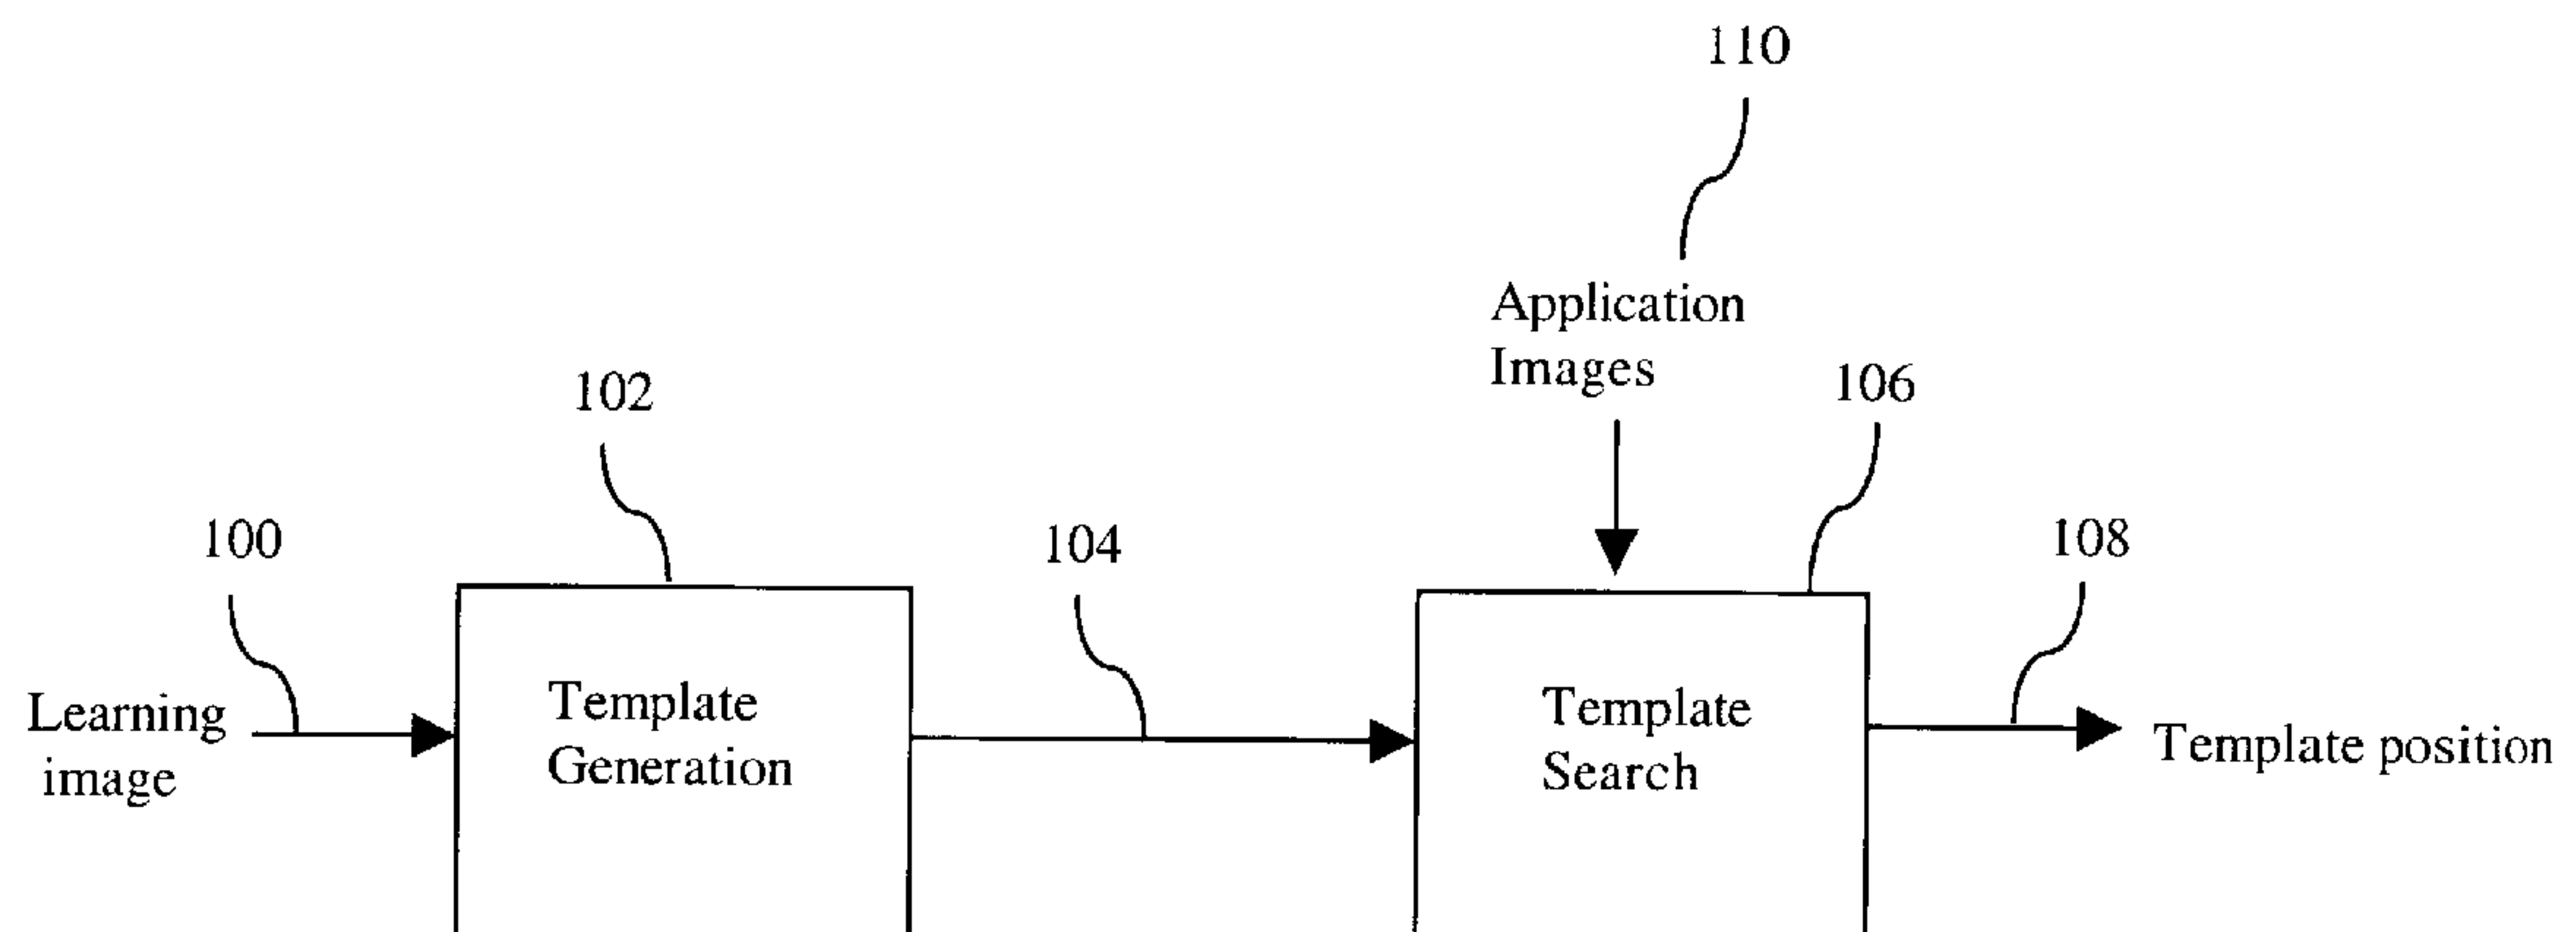 110
Application
Images
102
106
100
104
108
Learning
image
Template
Generation
Template
Search
Template position